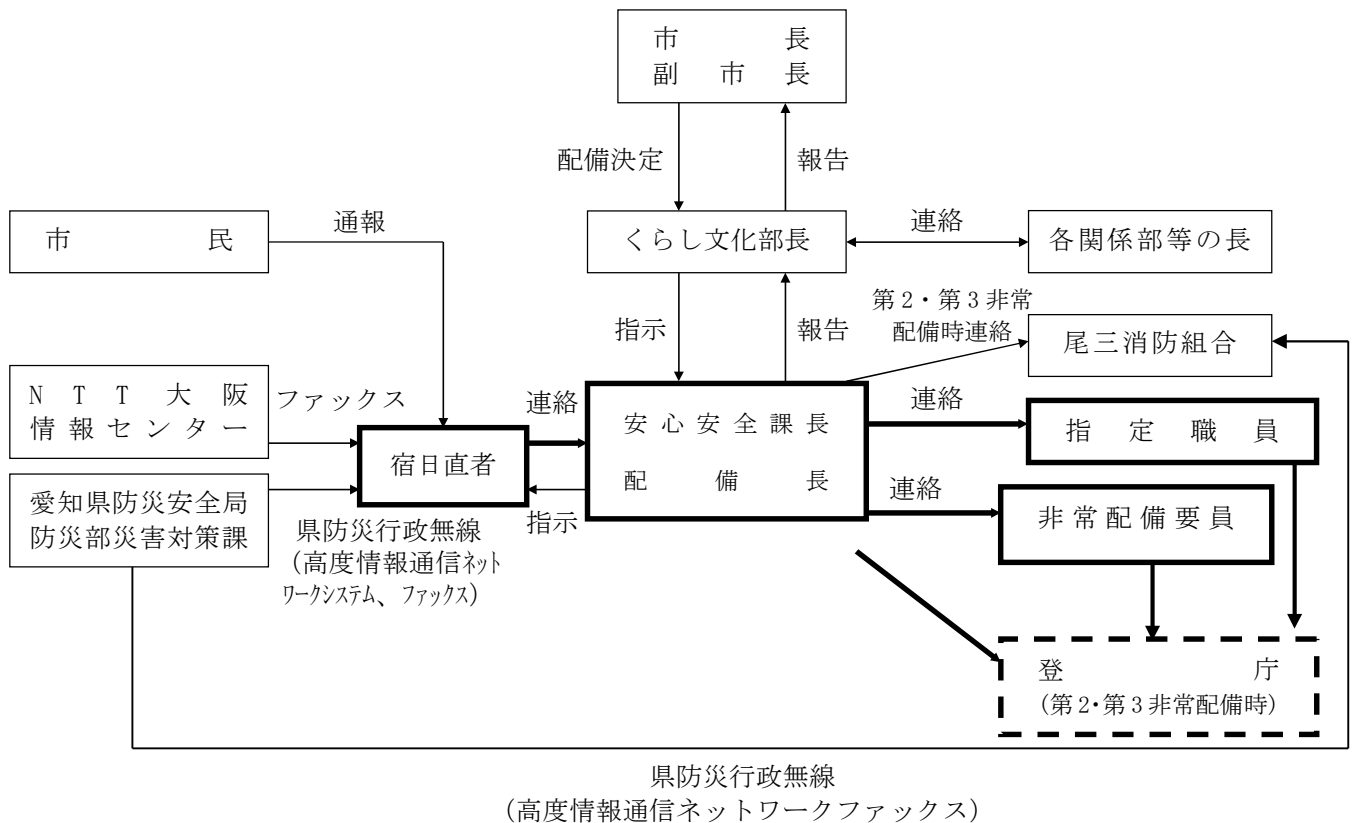 市長
副市長
配備決定
報告
市民
通報
くらし文化部長
連絡
各関係部等の長
指示
報告
第2・第3非常
配備時連絡
尾三消防組合
NTT大阪
情報センター
ファックス
宿日直者
連絡
指示
安心安全課長
配備長
連絡
指定職員
連絡
非常配備要員
愛知県防災安全局
防災部災害対策課
県防災行政無線
（高度情報通信ネット
ワークシステム、ファックス）
登庁
（第2・第3非常配備時）
県防災行政無線
（高度情報通信ネットワークファックス）